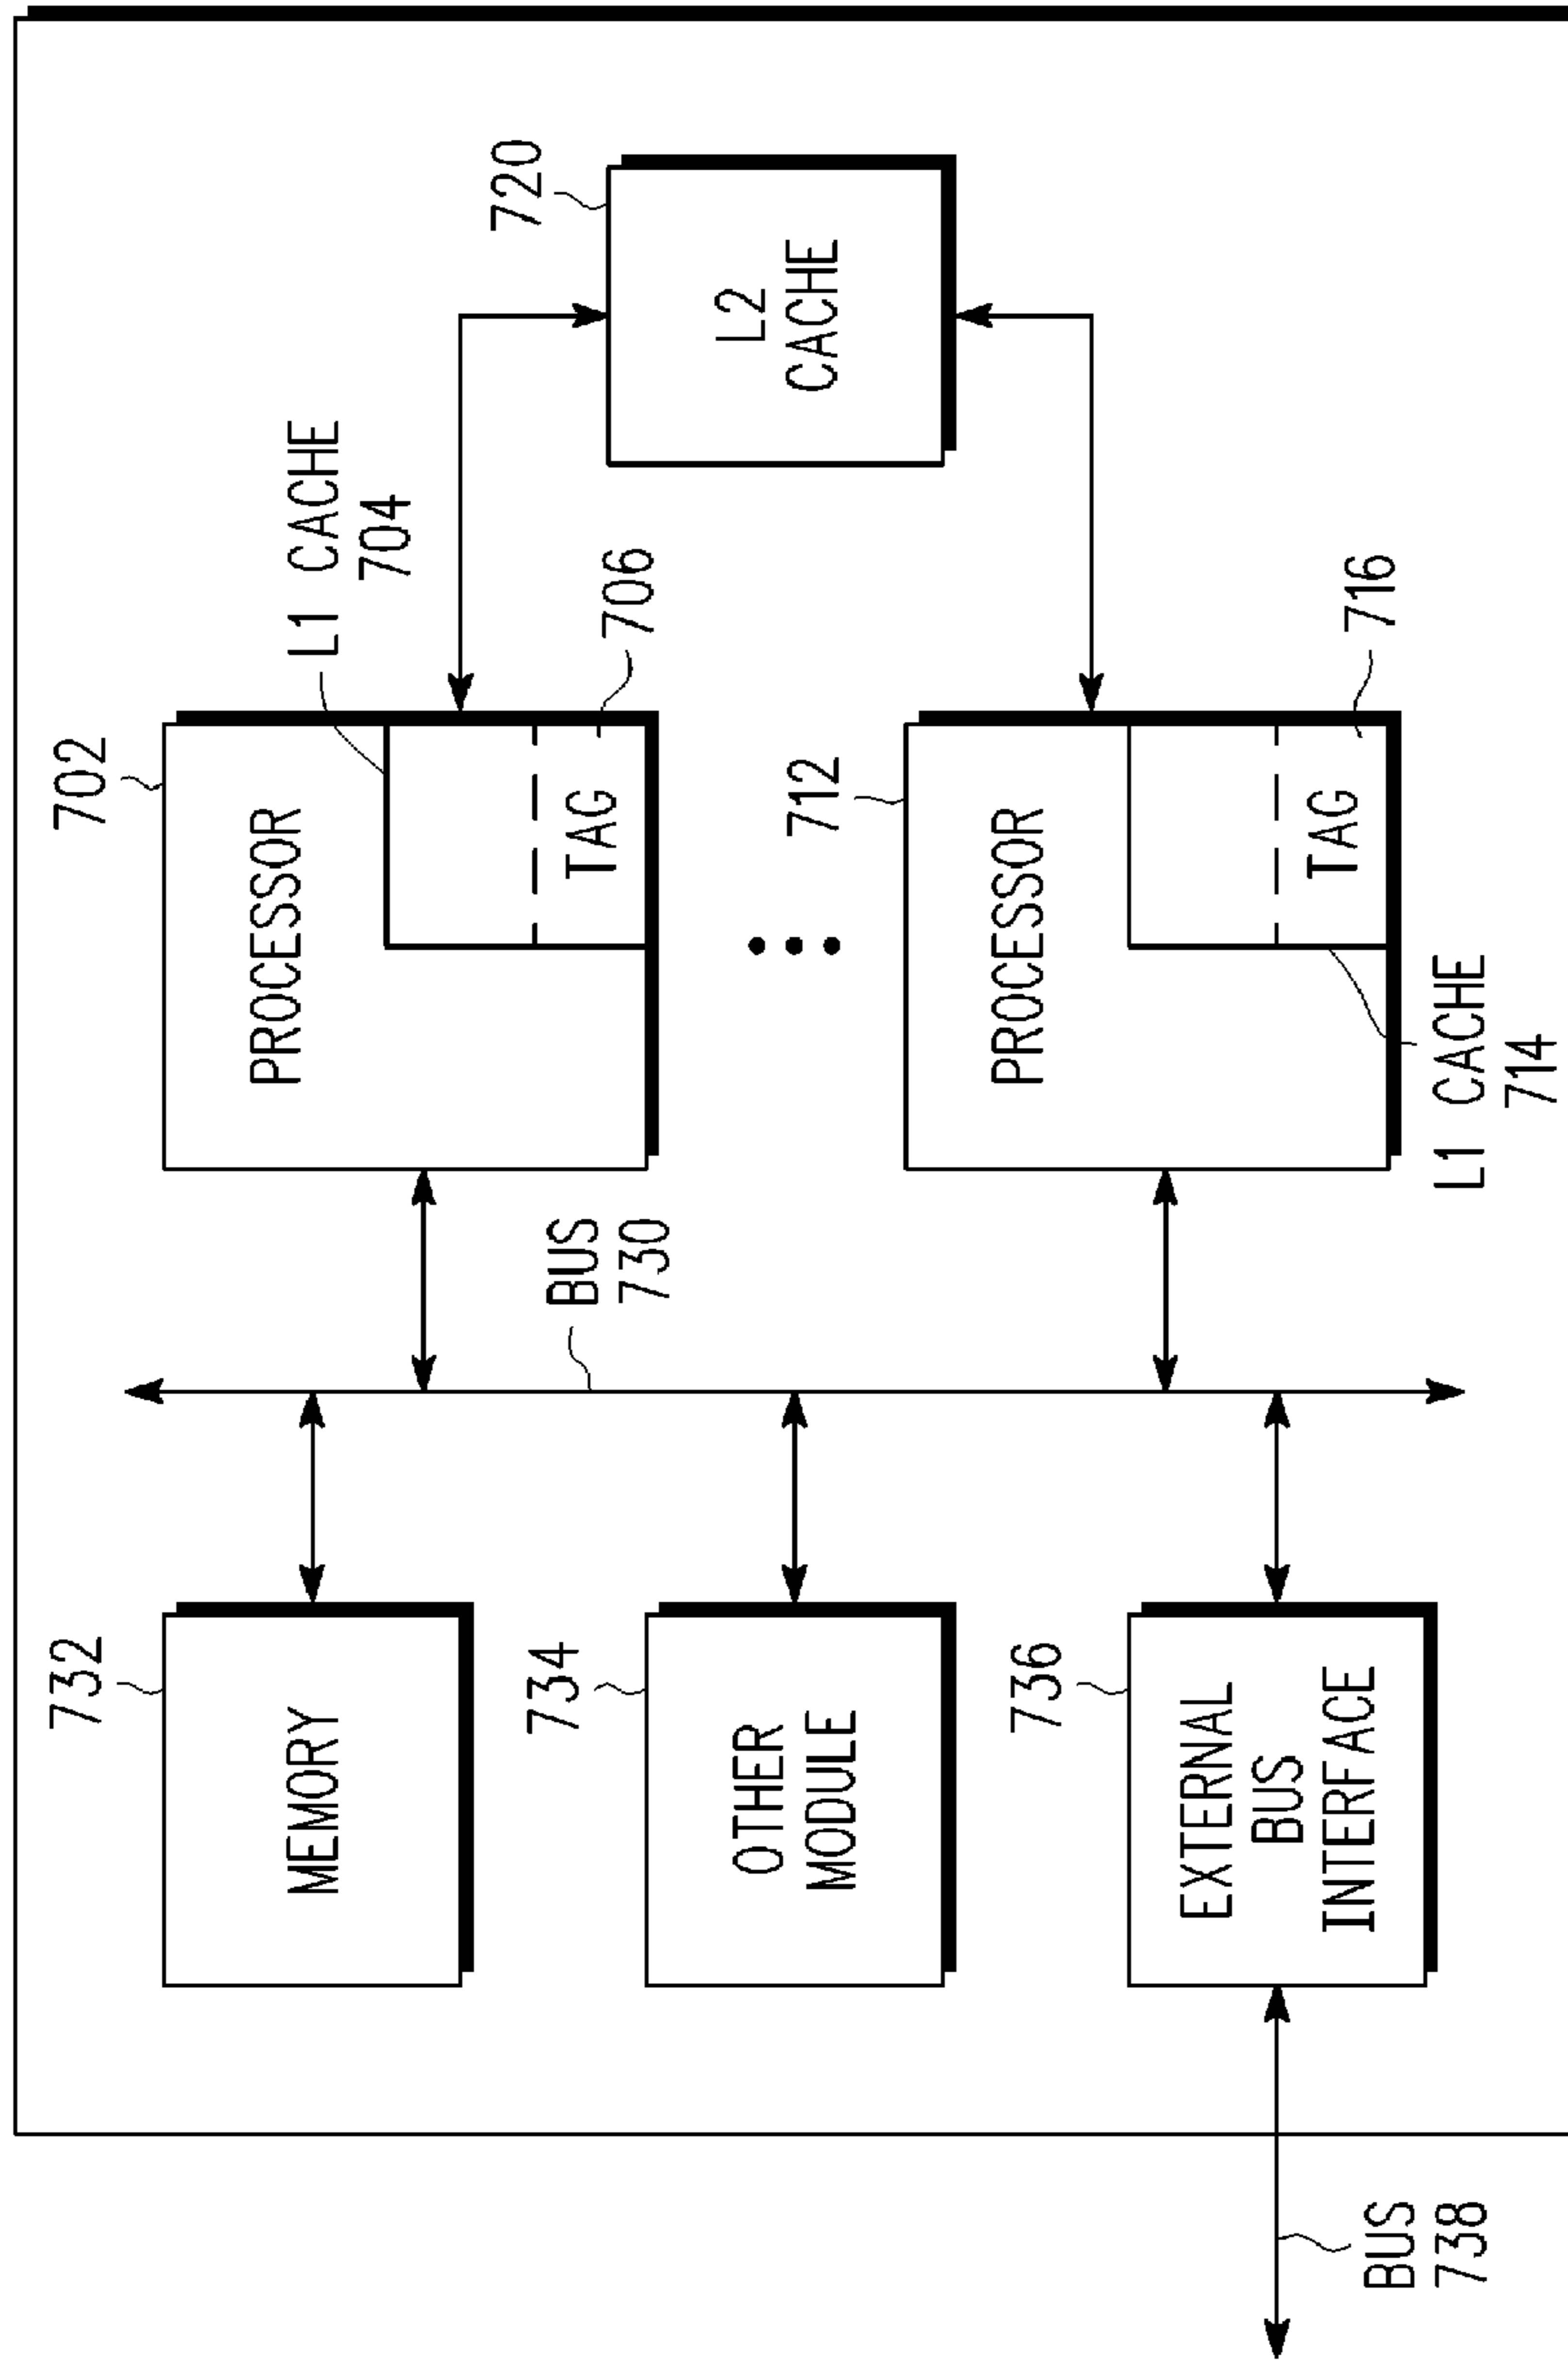 732
MEMORY
702
PROCESSOR
L1 CACHE
704
720
L2
CACHE
TAG
706
BUS
730
734
OTHER
MODULE
712
PROCESSOR
TAG
716
L1 CACHE
714
736
EXTERNAL
BUS
INTERFACE
BUS
738